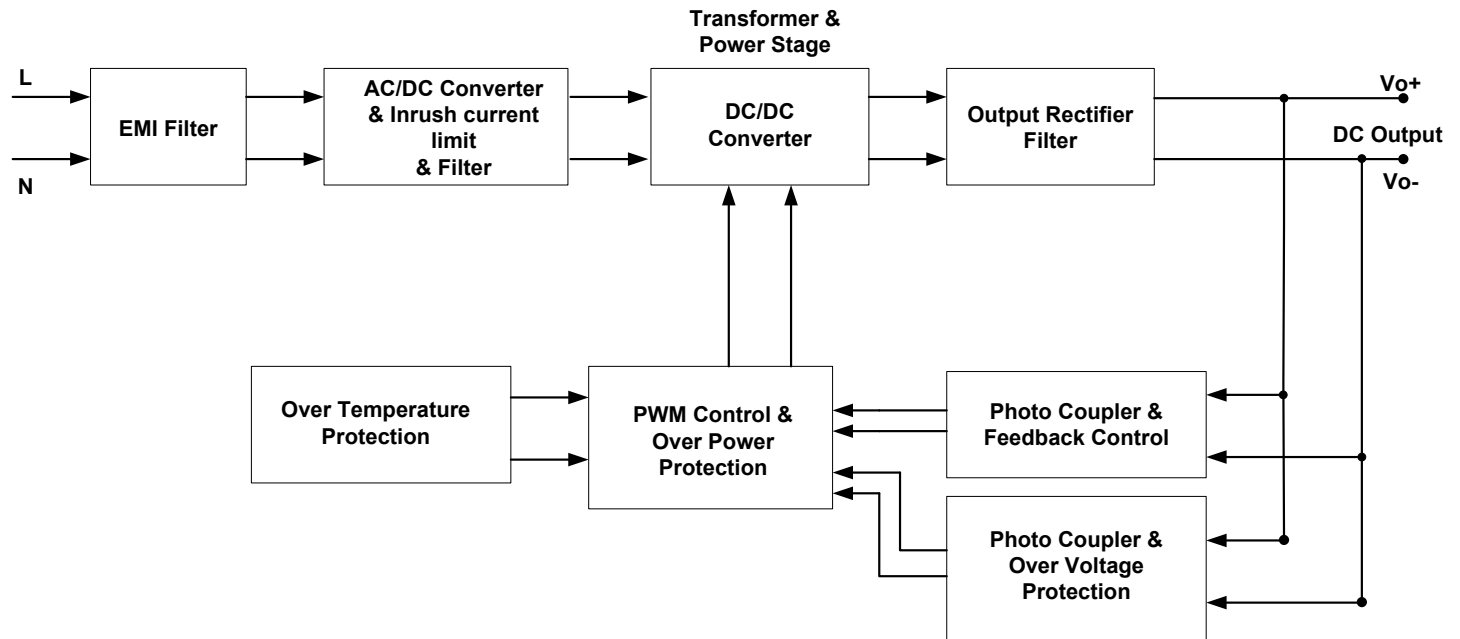 Transformer &
Power Stage
L
N
EMI Filter
AC/DC Converter
& Inrush current
limit
& Filter
DC/DC
Converter
Output Rectifier
Filter
Vo+
DC Output
Vo-
Over Temperature
Protection
PWM Control &
Over Power
Protection
Photo Coupler &
Feedback Control
Photo Coupler &
Over Voltage
Protection